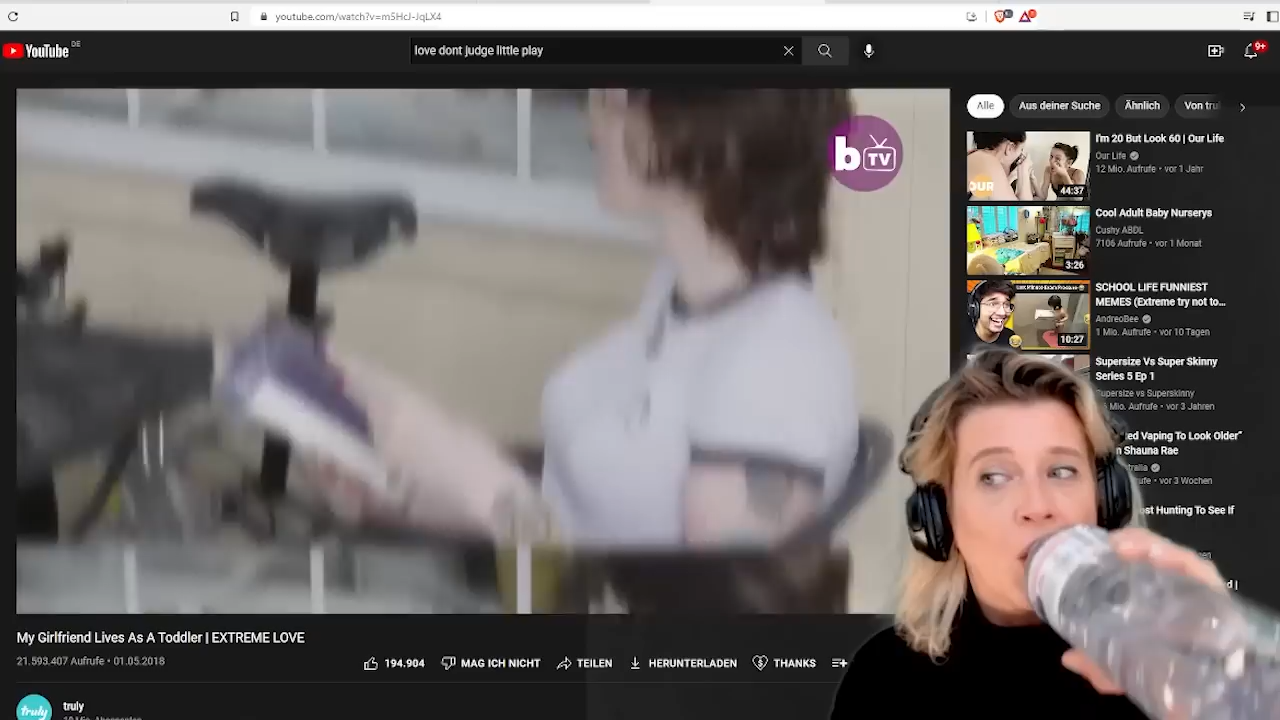 youtube.com/watch?v=m5HcJ-JqLX4
YouTube DE
love dont judge little play
9+
b TV
Alle
Aus deiner Suche
Ähnlich
I'm 20 But Look 60 | Our Life
Our Life
12 Mio. Aufrufe • vor 1 Jahr
OUR
44:37
Cool Adult Baby Nurserys
Cushy ABDL
7106 Aufrufe • vor 1 Monat
3:26
SCHOOL LIFE FUNNIEST
MEMES (Extreme try not to…
AndreoBee
1 Mio. Aufrufe • vor 10 Tagen
10:27
Supersize Vs Super Skinny
Series 5 Ep 1
Supersize vs Superskinny
Mio. Aufrufe • vor 3 Jahren
Vaping To Look Older"
Shauna Rae
vor 3 Wochen
Hunting To See If
My Girlfriend Lives As A Toddler | EXTREME LOVE
21.593.407 Aufrufe • 01.05.2018
194.904
MAG ICH NICHT
TEILEN
HERUNTERLADEN
THANKS
truly
truly